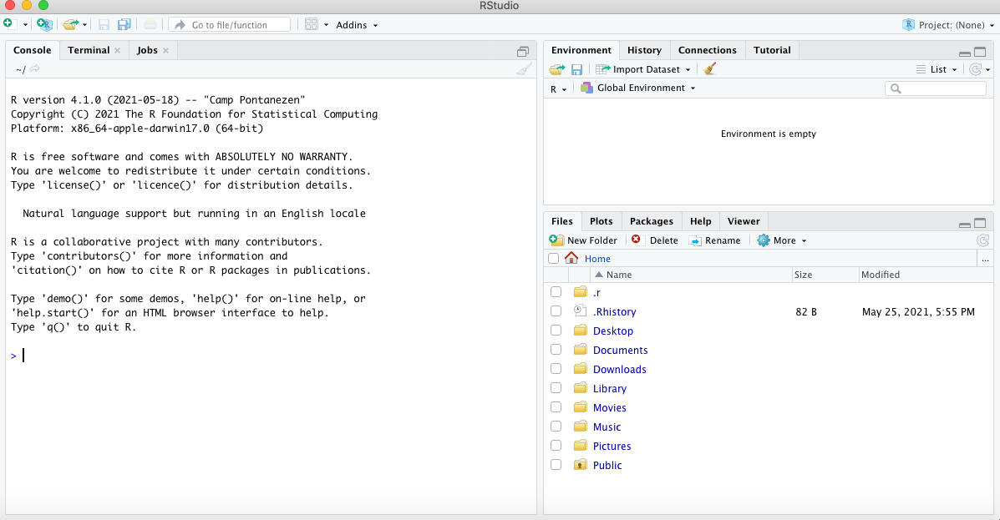 RStudio
Go to file/function
Addins
Project: (None)
Console Terminal Jobs
~/
R version 4.1.0 (2021-05-18) -- "Camp Pontanezen"
Copyright (C) 2021 The R Foundation for Statistical Computing
Platform: x86_64-apple-darwin17.0 (64-bit)
R is free software and comes with ABSOLUTELY NO WARRANTY.
You are welcome to redistribute it under certain conditions.
Type 'license()' or 'licence()' for distribution details.
Natural language support but running in an English locale
R is a collaborative project with many contributors.
Type 'contributors()' for more information and
'citation()' on how to cite R or R packages in publications.
Type 'demo()' for some demos, 'help()' for on-line help, or
'help.start()' for an HTML browser interface to help.
Type 'q()' to quit R.
>
Environment History Connections Tutorial
Import Dataset List
R Global Environment
Environment is empty
Files Plots Packages Help Viewer
New Folder Delete Rename More
Home ...
Name Size Modified
.r
.Rhistory 82 B May 25, 2021, 5:55 PM
Desktop
Documents
Downloads
Library
Movies
Music
Pictures
Public